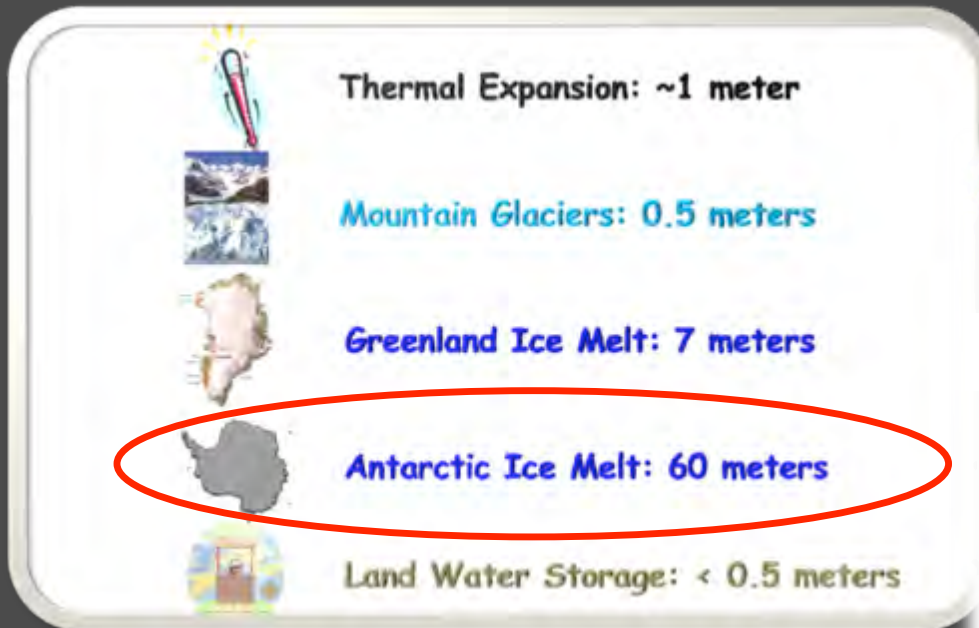 Thermal Expansion: ~1 meter
Mountain Glaciers: 0.5 meters
Greenland Ice Melt: 7 meters
Antarctic Ice Melt: 60 meters
Land Water Storage: < 0.5 meters